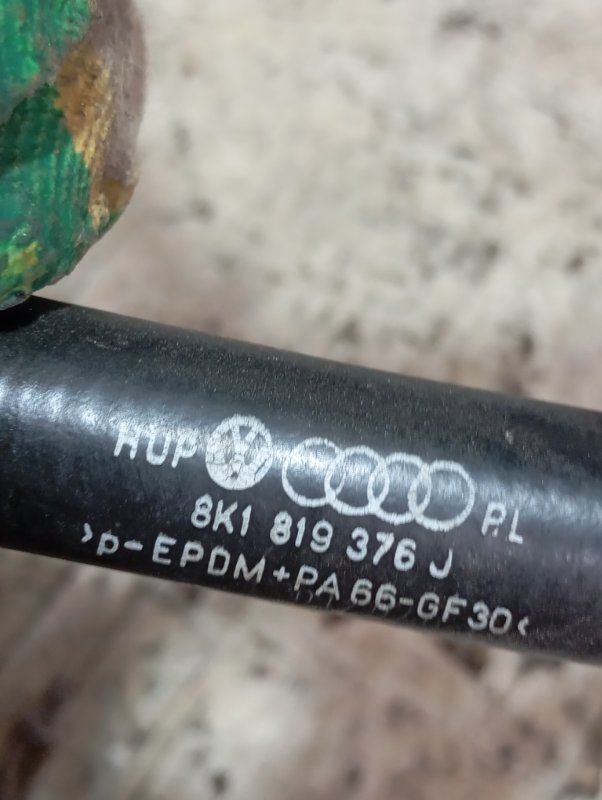 HUP PL
8K1 819 376 J
>p-EPDM+PA66-GF30<